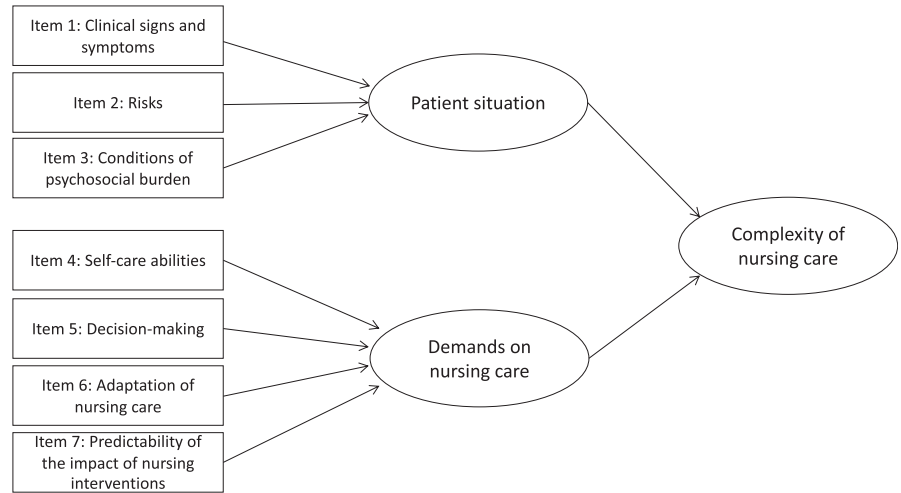 Item 1: Clinical signs and
symptoms
Item 2: Risks
Item 3: Conditions of
psychosocial burden
Patient situation
Item 4: Self-care abilities
Item 5: Decision-making
Item 6: Adaptation of
nursing care
Item 7: Predictability of
the impact of nursing
interventions
Demands on
nursing care
Complexity of
nursing care